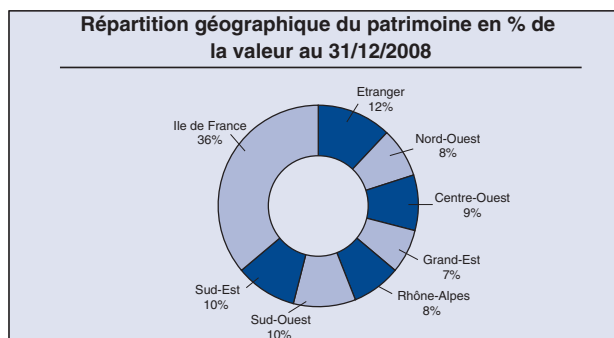 Répartition géographique du patrimoine en % de
la valeur au 31/12/2008
Etranger
12%
Nord-Ouest
8%
Centre-Ouest
9%
Grand-Est
7%
Rhône-Alpes
8%
Sud-Ouest
10%
Sud-Est
10%
Ile de France
36%